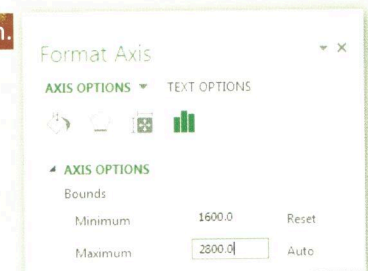 n.
Format Axis
AXIS OPTIONS TEXT OPTIONS
AXIS OPTIONS
Bounds
Minimum 1600.0 Reset
Maximum 2800.0 Auto